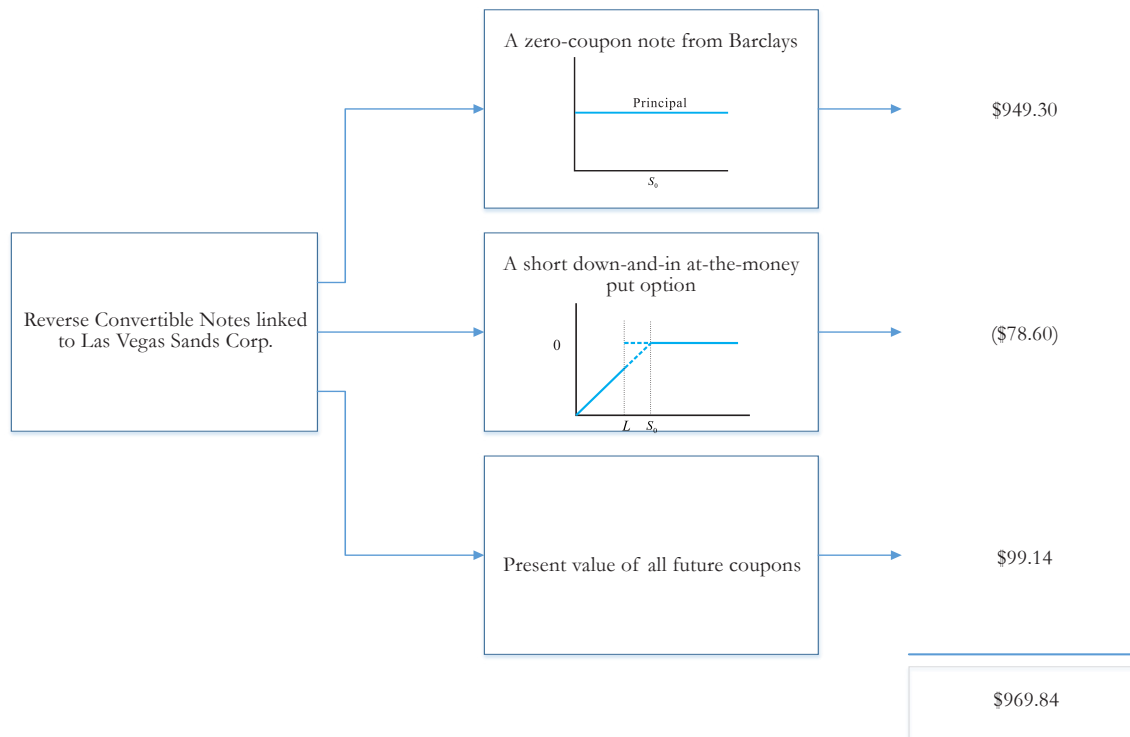 A zero-coupon note from Barclays
Principal
S₀
$949.30
Reverse Convertible Notes linked
to Las Vegas Sands Corp.
A short down-and-in at-the-money
put option
0
L S₀
($78.60)
Present value of all future coupons
$99.14
$969.84